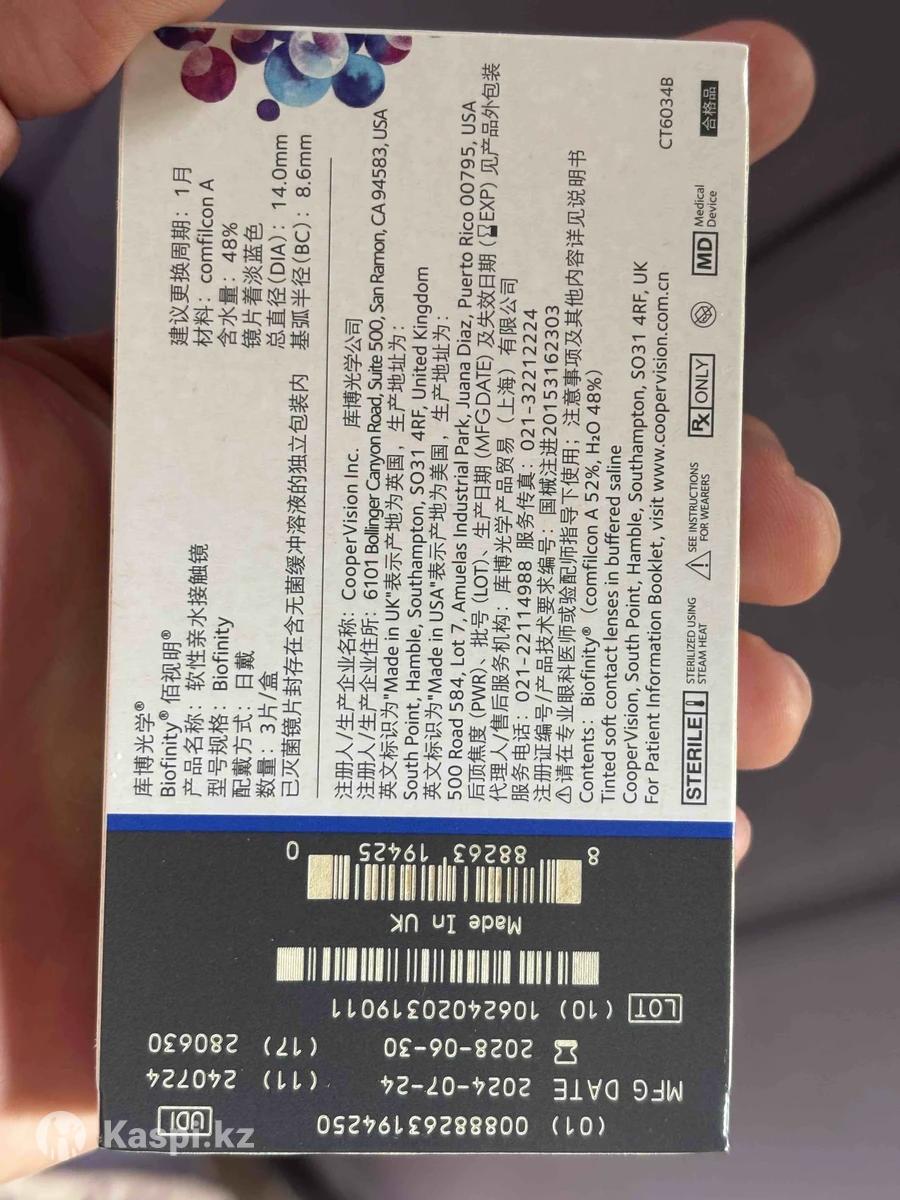 库博光学®
Biofinity® 佰视明®
产品名称：软性亲水接触镜
型号规格：Biofinity
配戴方式：日戴
数量：3片/盒
已灭菌镜片封存在含无菌缓冲溶液的独立包装内
建议更换周期：1月
材料：comfilcon A
含水量：48%
镜片着淡蓝色
总直径(DIA)：14.0mm
基弧半径(BC)：8.6mm
注册人/生产企业名称：CooperVision Inc. 库博光学公司
注册人/生产企业住所：6101 Bollinger Canyon Road, Suite 500, San Ramon, CA 94583, USA
英文标识为"Made in UK"表示产地为英国，生产地址为：
South Point, Hamble, Southampton, SO31 4RF, United Kingdom
英文标识为"Made in USA"表示产地为美国，生产地址为：
500 Road 584, Lot 7, Amuelas Industrial Park, Juana Diaz, Puerto Rico 00795, USA
后顶焦度 (PWR)、批号 (LOT)、生产日期 (MFG DATE) 及失效日期 (EXP) 见产品外包装
代理人/售后服务机构：库博光学产品贸易（上海）有限公司
服务电话：021-22114988 服务传真：021-32212224
注册证编号/产品技术要求编号：国械注进20153162303
⚠请在专业眼科医师或验配师指导下使用；注意事项及其他内容详见说明书
Contents：Biofinity® (comfilcon A 52%, H₂O 48%)
Tinted soft contact lenses in buffered saline
CooperVision, South Point, Hamble, Southampton, SO31 4RF, UK
For Patient Information Booklet, visit www.coopervision.com.cn
CT6034B
合格品
STERILE
STERILIZED USING
STEAM HEAT
SEE INSTRUCTIONS
FOR WEARERS
Rx ONLY
MD
Medical
Device
(01) 00888263194250
UDI
MFG DATE 2024-07-24 (11) 240724
2028-06-30 (17) 280630
LOT (10) 10624020319011
Made In UK
8 88263 19425 0
Kaspi.kz